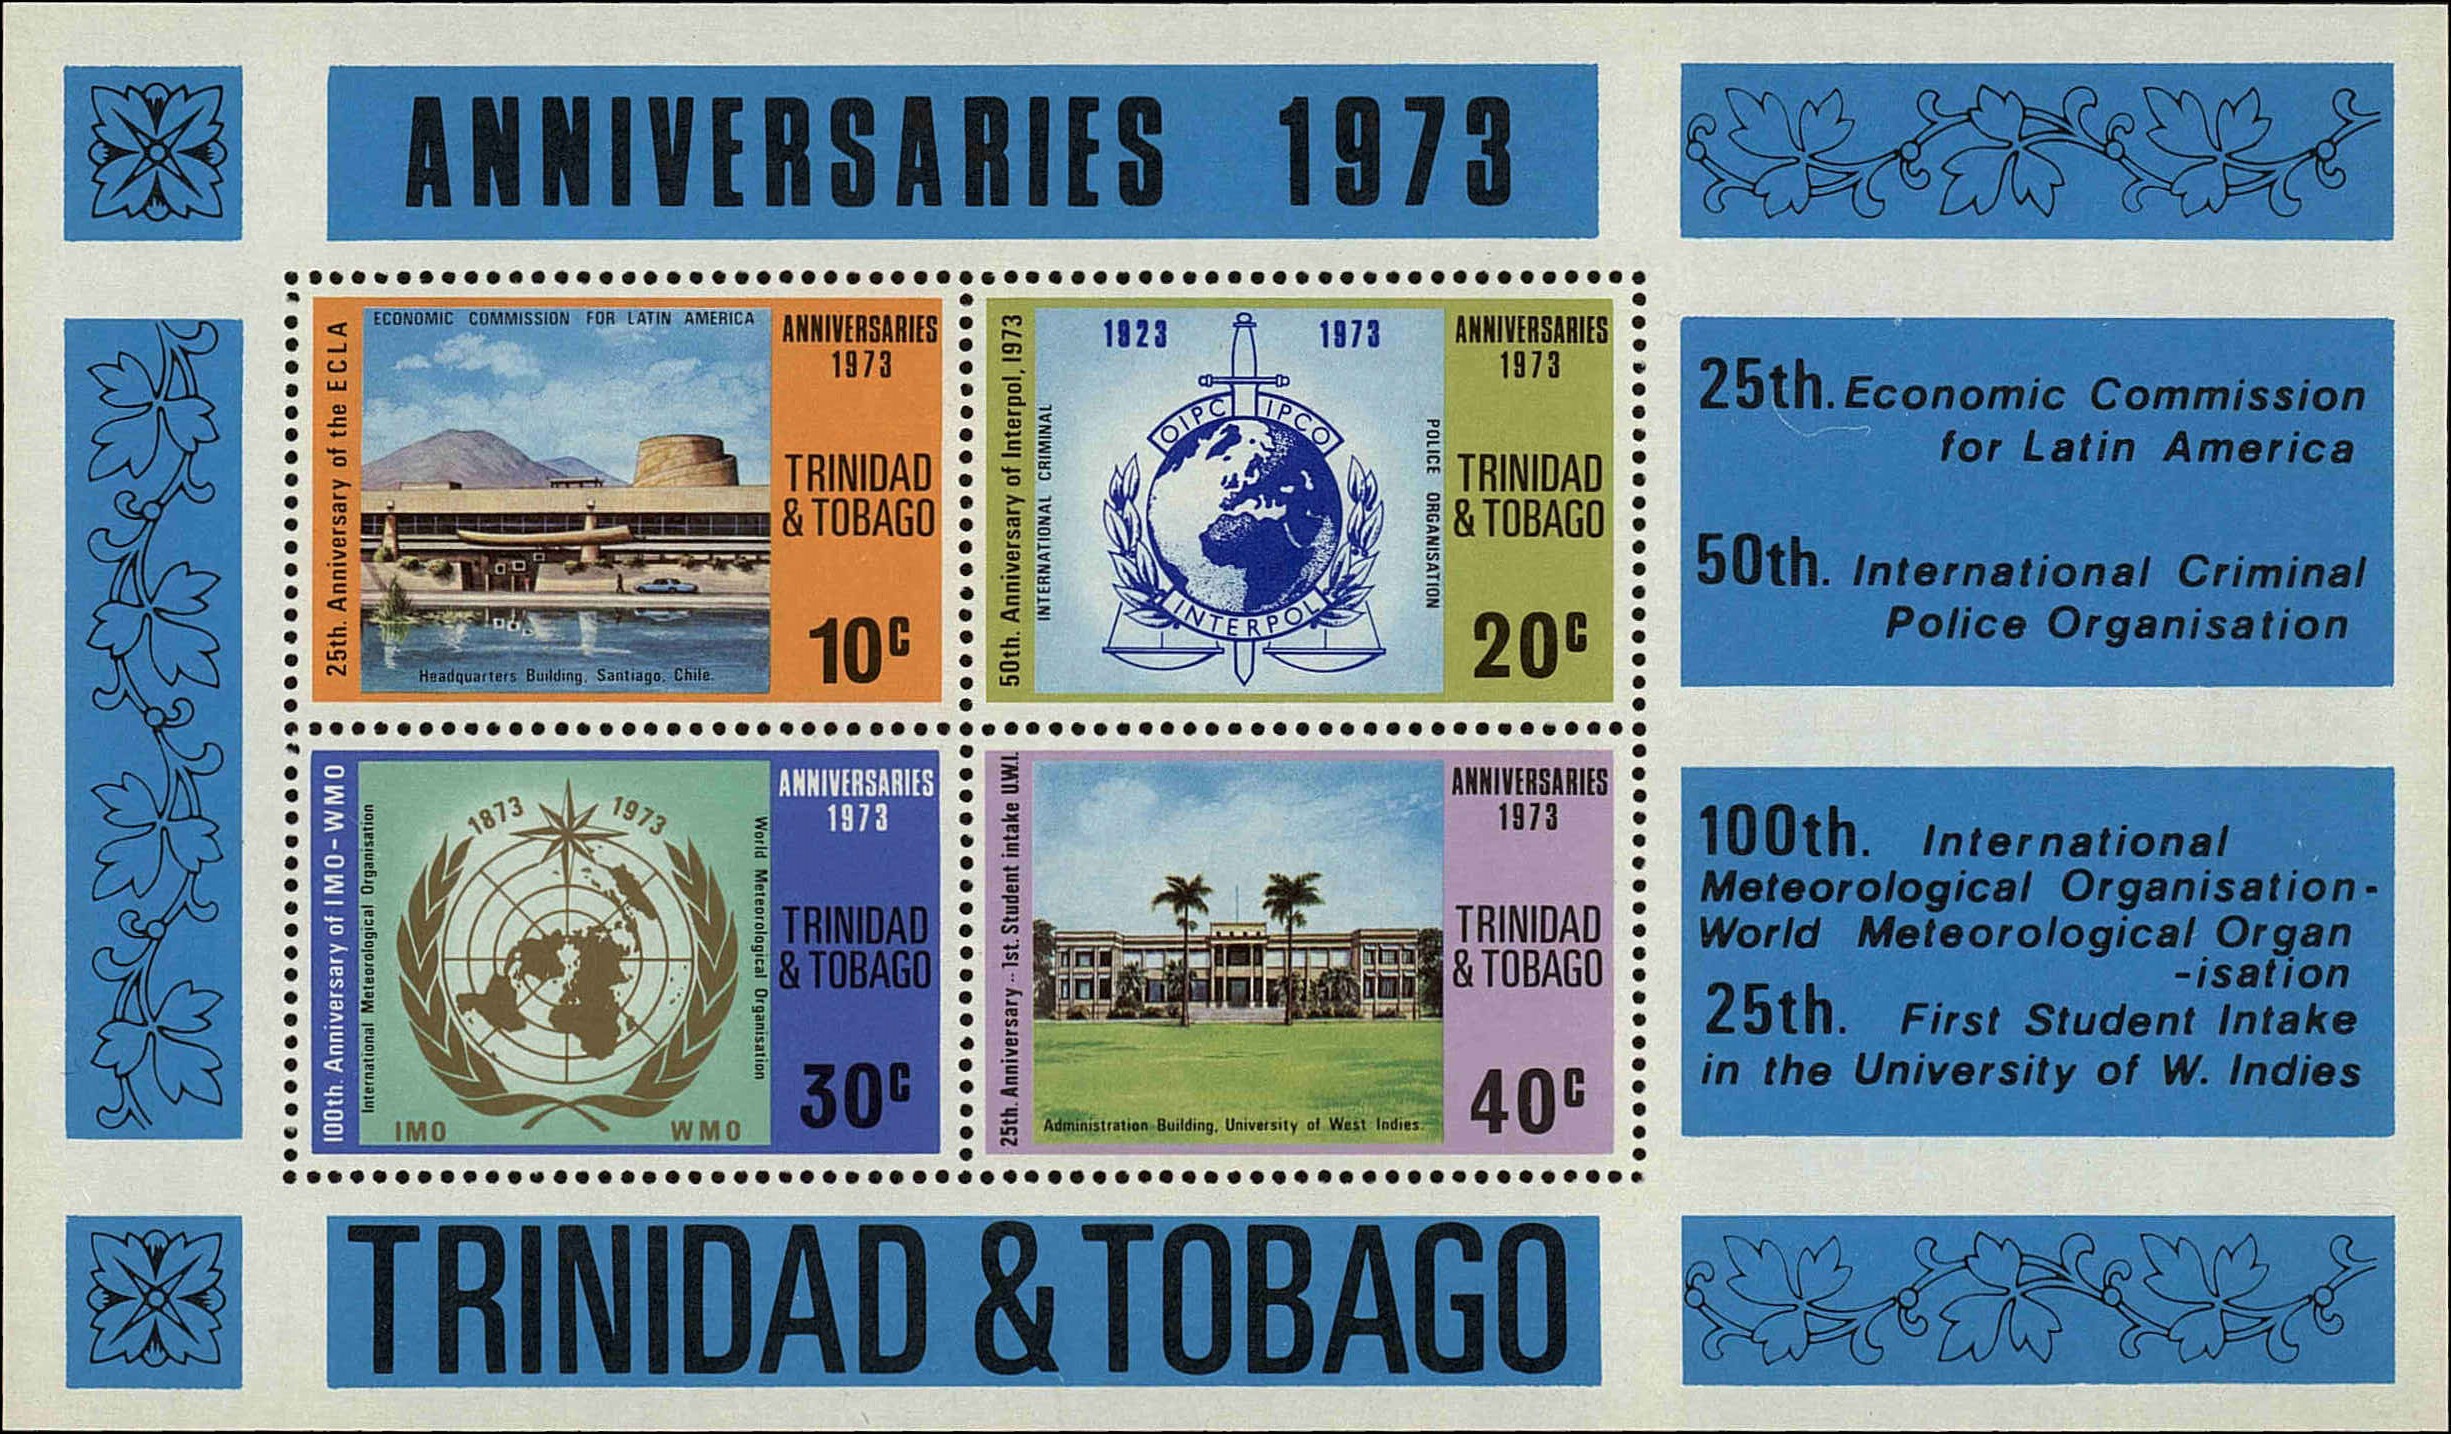 ANNIVERSARIES 1973
25th. Anniversary of the ECLA
ECONOMIC COMMISSION FOR LATIN AMERICA
Headquarters Building, Santiago, Chile.
ANNIVERSARIES
1973
TRINIDAD
& TOBAGO
10c
50th. Anniversary of Interpol, 1973
INTERNATIONAL CRIMINAL
1923 1973
OIPC IPCO
INTERPOL
POLICE ORGANISATION
ANNIVERSARIES
1973
TRINIDAD
& TOBAGO
20c
25th. Economic Commission
for Latin America
50th. International Criminal
Police Organisation
100th. Anniversary of IMO-WMO
International Meteorological Organisation
1873 1973
IMO WMO
World Meteorological Organisation
ANNIVERSARIES
1973
TRINIDAD
& TOBAGO
30c
25th. Anniversary -- 1st. Student intake U.W.I.
Administration Building, University of West Indies.
ANNIVERSARIES
1973
TRINIDAD
& TOBAGO
40c
100th. International
Meteorological Organisation-
World Meteorological Organ
-isation
25th. First Student Intake
in the University of W. Indies
TRINIDAD & TOBAGO